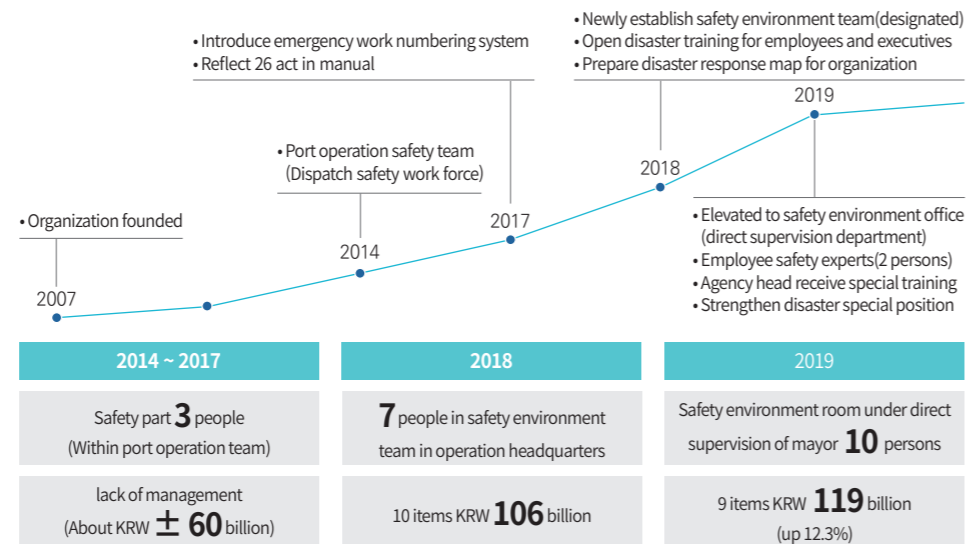 • Newly establish safety environment team(designated)
• Introduce emergency work numbering system
• Open disaster training for employees and executives
• Reflect 26 act in manual
• Prepare disaster response map for organization
2019
• Port operation safety team
(Dispatch safety work force)
2018
• Organization founded
2017
• Elevated to safety environment office
(direct supervision department)
2014
• Employee safety experts(2 persons)
• Agency head receive special training
2007
• Strengthen disaster special position
2014 ~ 2017
2018
2019
Safety part 3 people
(Within port operation team)
7 people in safety environment
team in operation headquarters
Safety environment room under direct
supervision of mayor 10 persons
lack of management
(About KRW ± 60 billion)
10 items KRW 106 billion
9 items KRW 119 billion
(up 12.3%)